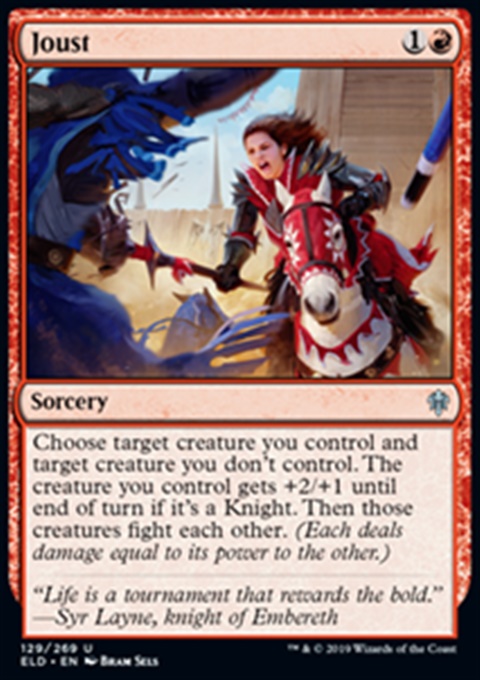 Joust 1
Sorcery
Choose target creature you control and
target creature you don't control. The
creature you control gets +2/+1 until
end of turn if it's a Knight. Then those
creatures fight each other. (Each deals
damage equal to its power to the other.)
"Life is a tournament that rewards the bold."
—Syr Layne, knight of Embereth
129/269 U
ELD • EN Bram Sels
™ & © 2019 Wizards of the Coast